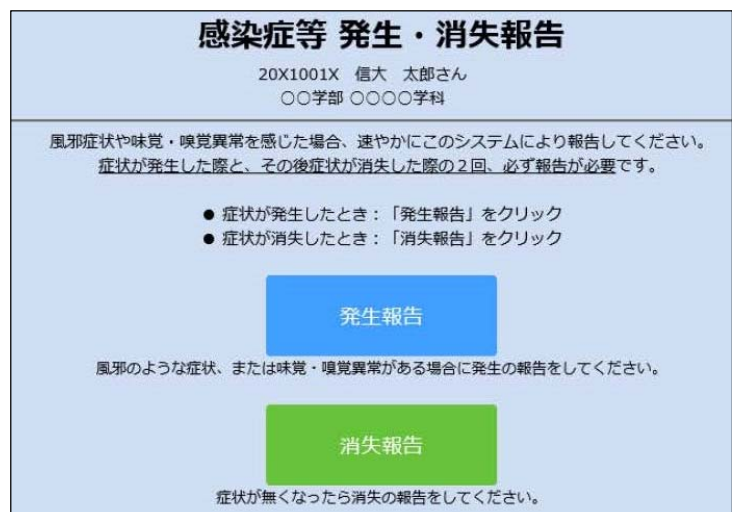 感染症等 発生・消失報告
20X1001X 信大 太郎さん
○○学部 ○○○○学科
風邪症状や味覚・嗅覚異常を感じた場合、速やかにこのシステムにより報告してください。
症状が発生した際と、その後症状が消失した際の2回、必ず報告が必要です。
● 症状が発生したとき：「発生報告」をクリック
● 症状が消失したとき：「消失報告」をクリック
発生報告
風邪のような症状、または味覚・嗅覚異常がある場合に発生の報告をしてください。
消失報告
症状が無くなったら消失の報告をしてください。